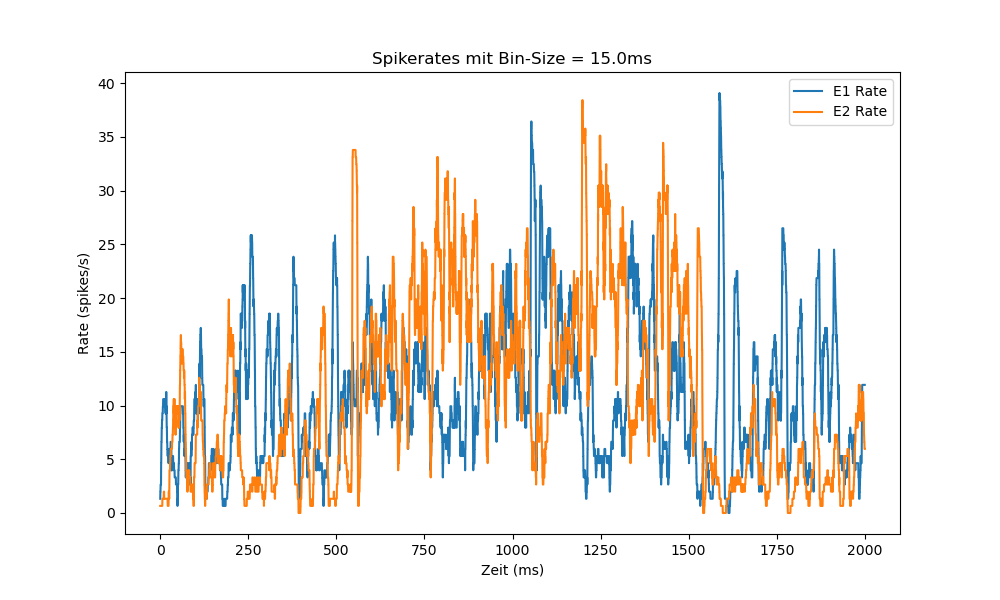 Spikerates mit Bin-Size = 15.0ms
E1 Rate
E2 Rate
Rate (spikes/s)
40
35
30
25
20
15
10
5
0
0 250 500 750 1000 1250 1500 1750 2000
Zeit (ms)